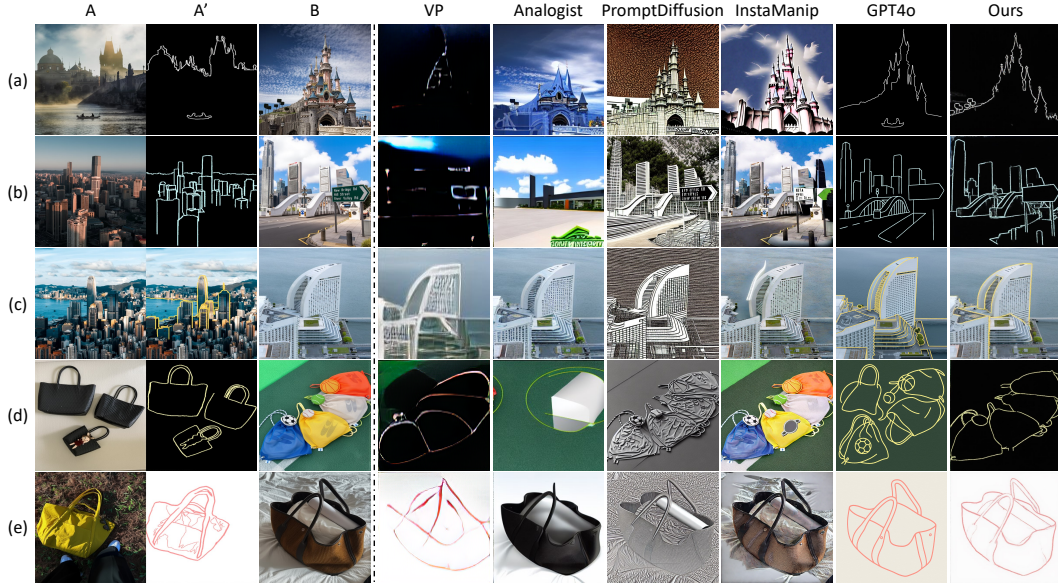 A A' B VP Analogist PromptDiffusion InstaManip GPT4o Ours
(a)
(b)
(c)
(d)
(e)